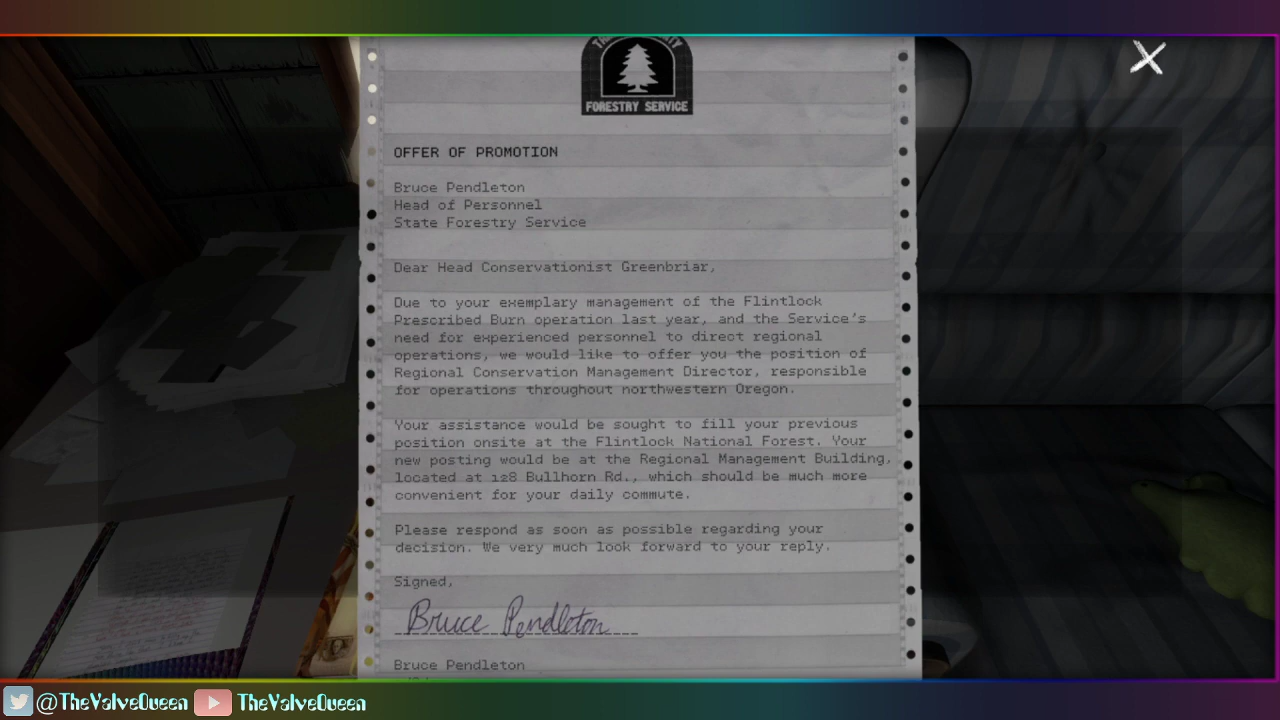 FORESTRY SERVICE
OFFER OF PROMOTION
Bruce Pendleton
Head of Personnel
State Forestry Service
Dear Head Conservationist Greenbriar,
Due to your exemplary management of the Flintlock
Prescribed Burn operation last year, and the Service's
need for experienced personnel to direct regional
operations, we would like to offer you the position of
Regional Conservation Management Director, responsible
for operations throughout northwestern Oregon.
Your assistance would be sought to fill your previous
position onsite at the Flintlock National Forest. Your
new posting would be at the Regional Management Building,
located at 128 Bullhorn Rd., which should be much more
convenient for your daily commute.
Please respond as soon as possible regarding your
decision. We very much look forward to your reply.
Signed,
Bruce Pendleton
Bruce Pendleton
@TheValveQueen TheValveQueen